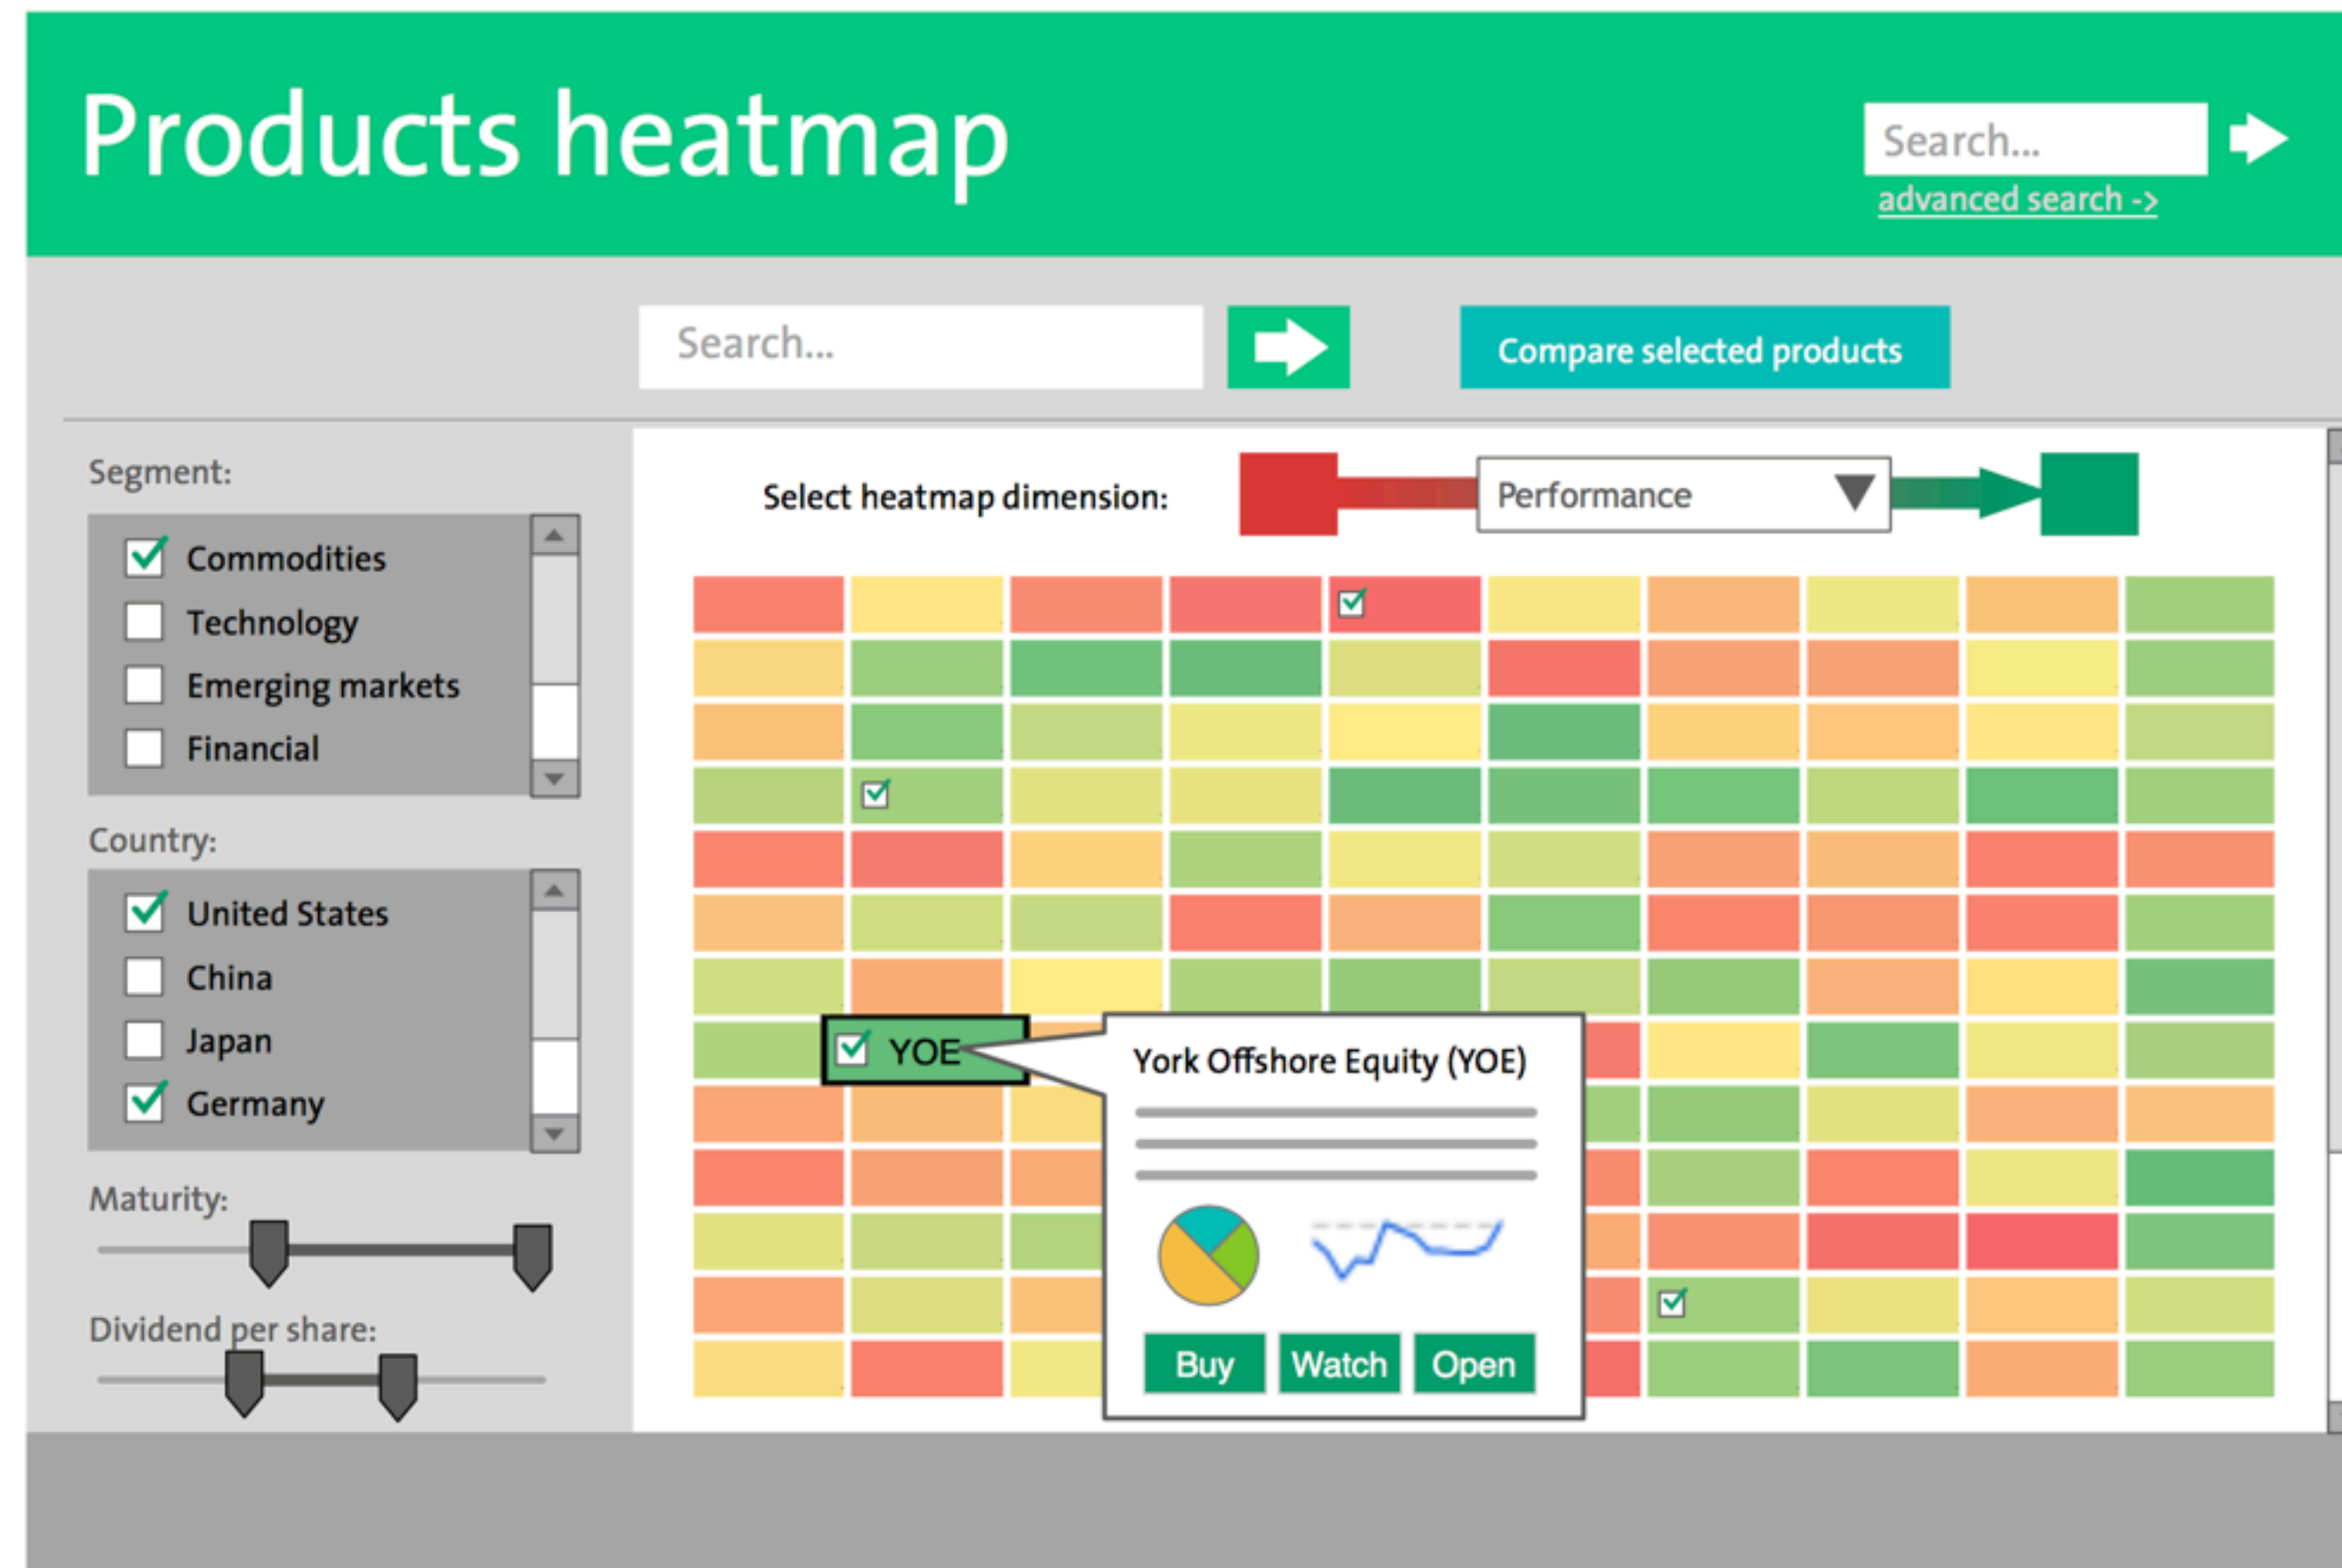 Products heatmap
Search...
advanced search ->
Search...
Compare selected products
Segment:
Commodities
Technology
Emerging markets
Financial
Country:
United States
China
Japan
Germany
Maturity:
Dividend per share:
Select heatmap dimension:
Performance
YOE
York Offshore Equity (YOE)
Buy
Watch
Open